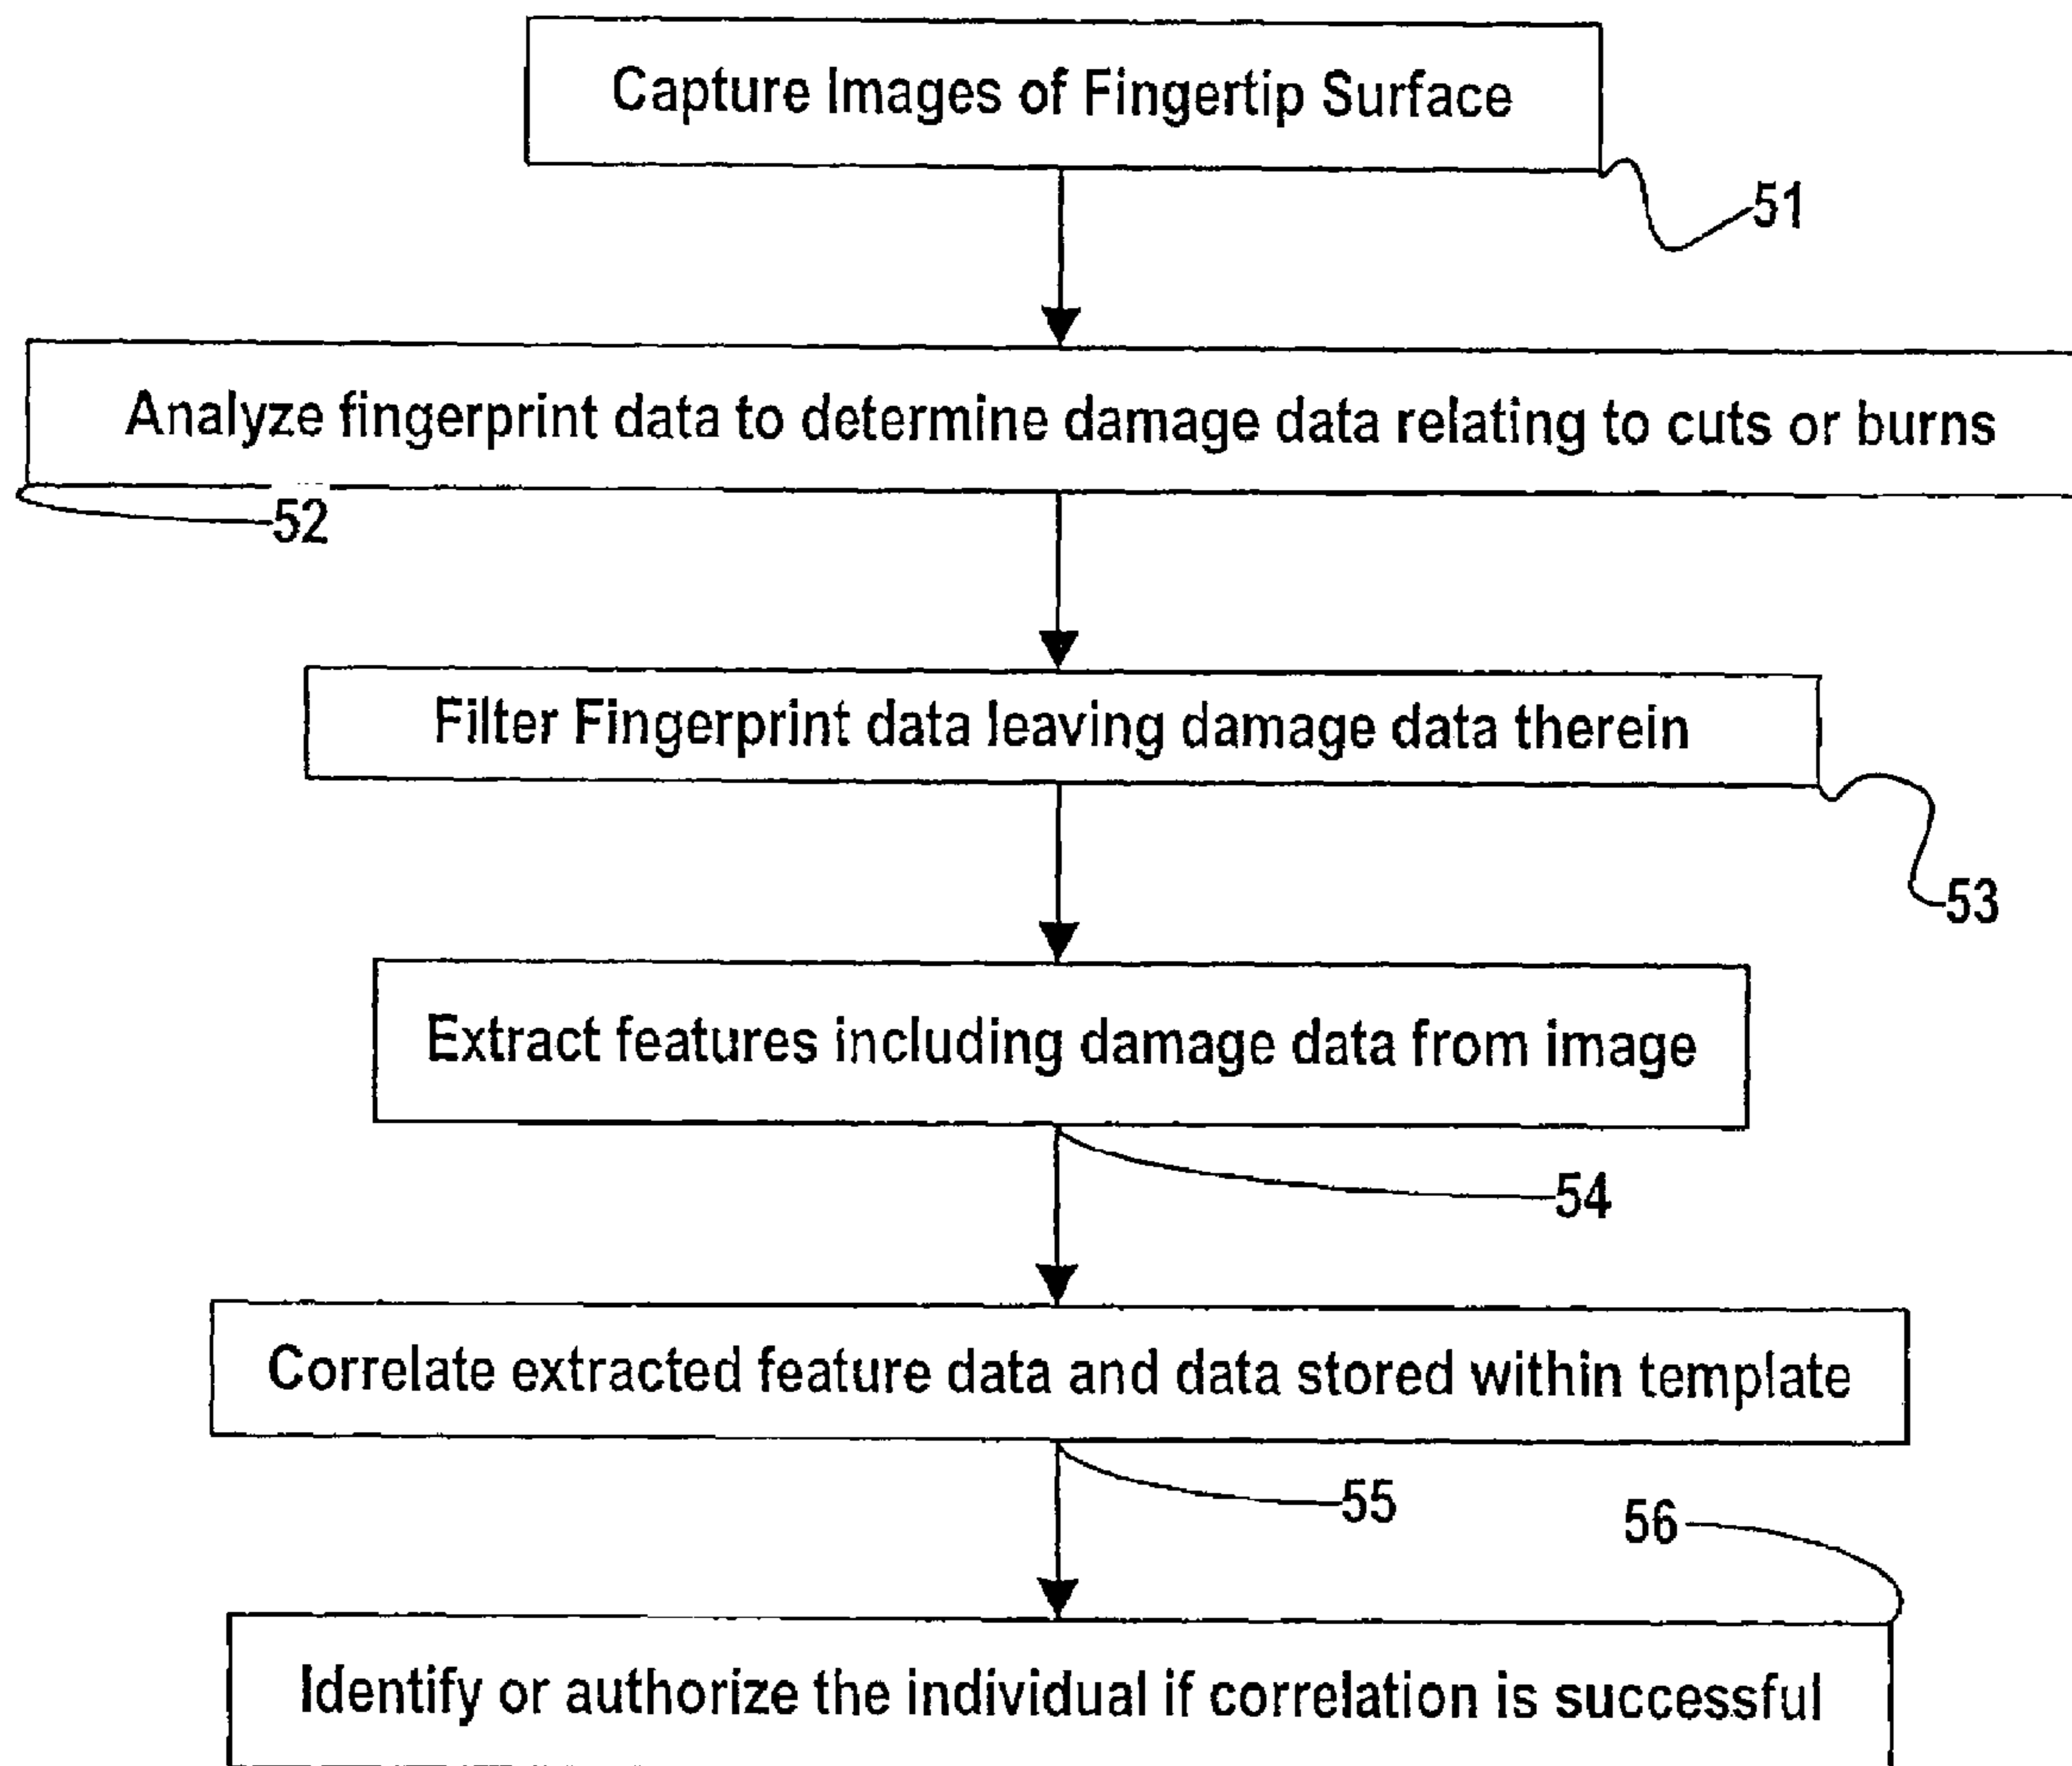 Capture Images of Fingertip Surface
51
Analyze fingerprint data to determine damage data relating to cuts or burns
52
Filter Fingerprint data leaving damage data therein
53
Extract features including damage data from image
54
Correlate extracted feature data and data stored within template
55
56
Identify or authorize the individual if correlation is successful